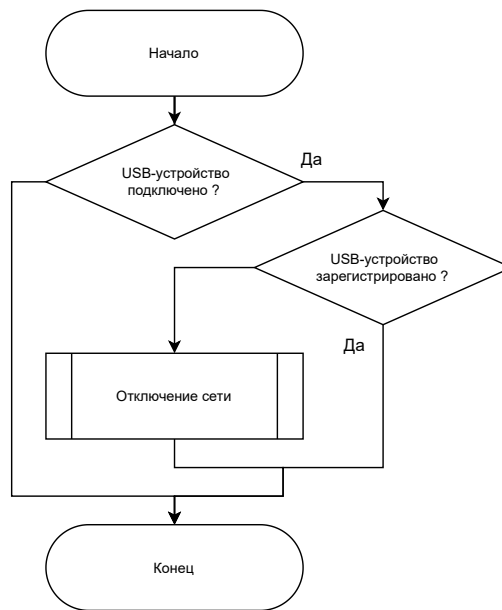 Начало
Да
USB-устройство
подключено ?
USB-устройство
зарегистрировано ?
Да
Отключение сети
Конец